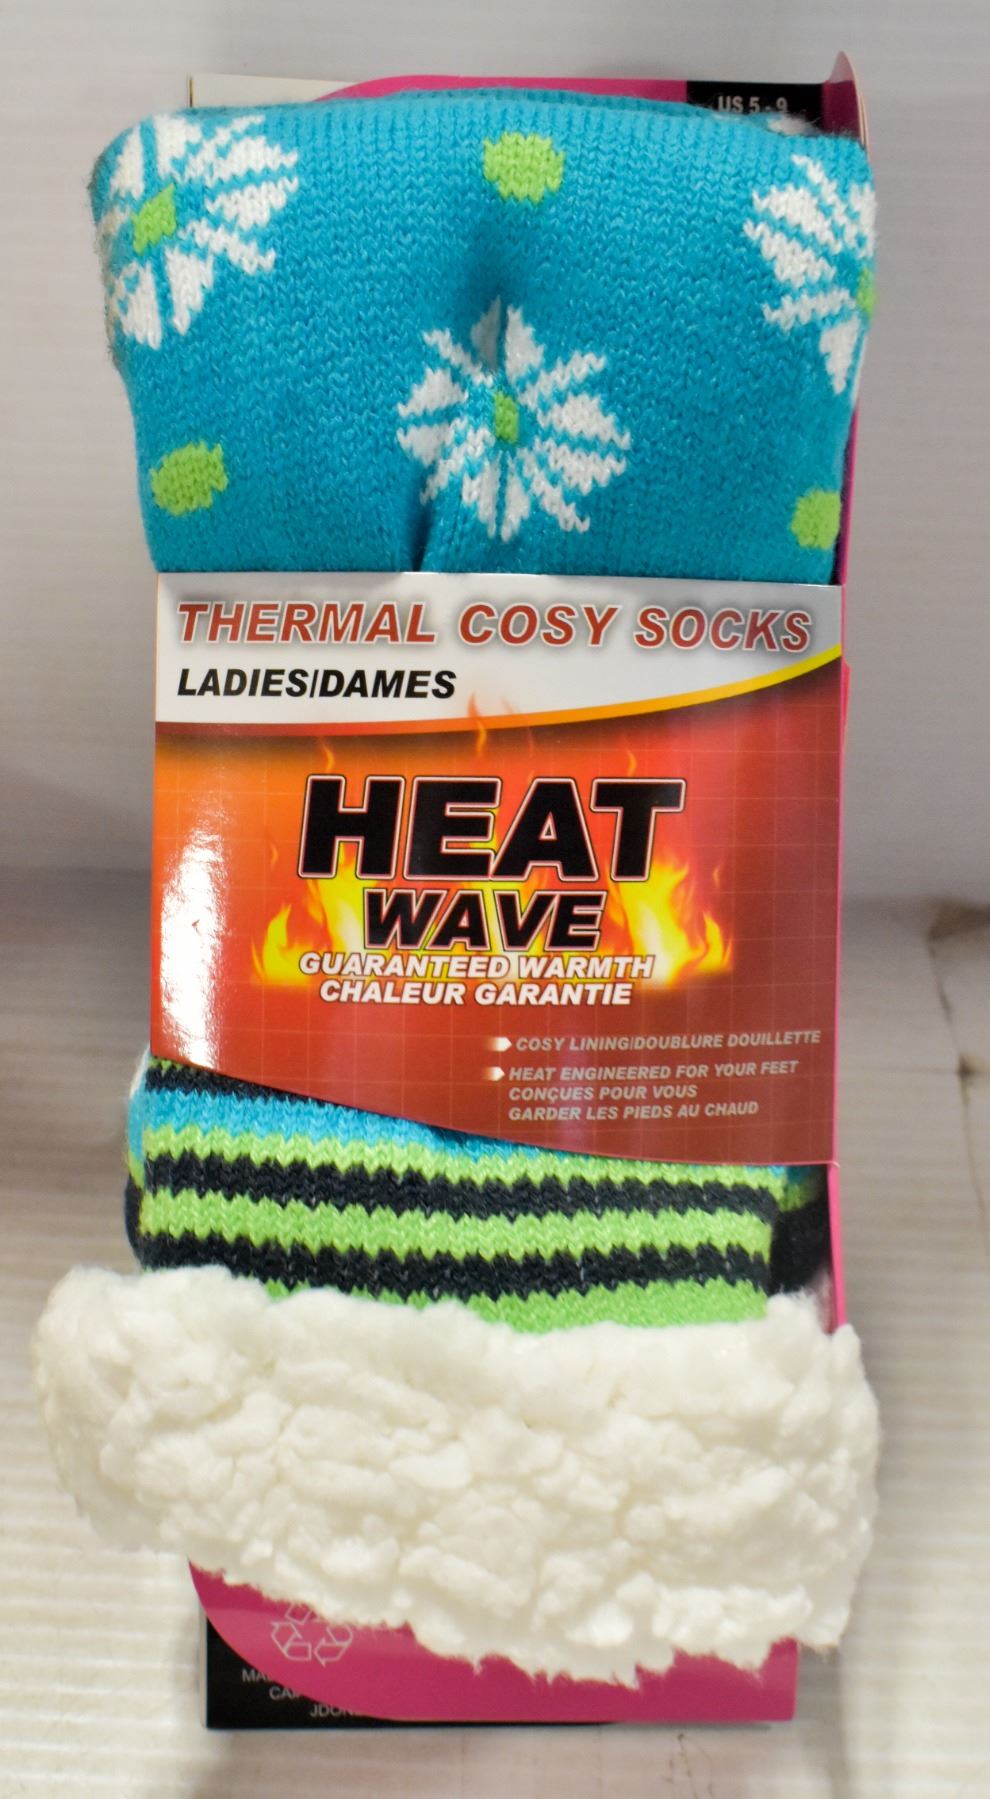 US 5 - 9
THERMAL COSY SOCKS
LADIES/DAMES
HEAT
WAVE
GUARANTEED WARMTH
CHALEUR GARANTIE
COSY LINING/DOUBLURE DOUILLETTE
HEAT ENGINEERED FOR YOUR FEET
CONÇUES POUR VOUS
GARDER LES PIEDS AU CHAUD